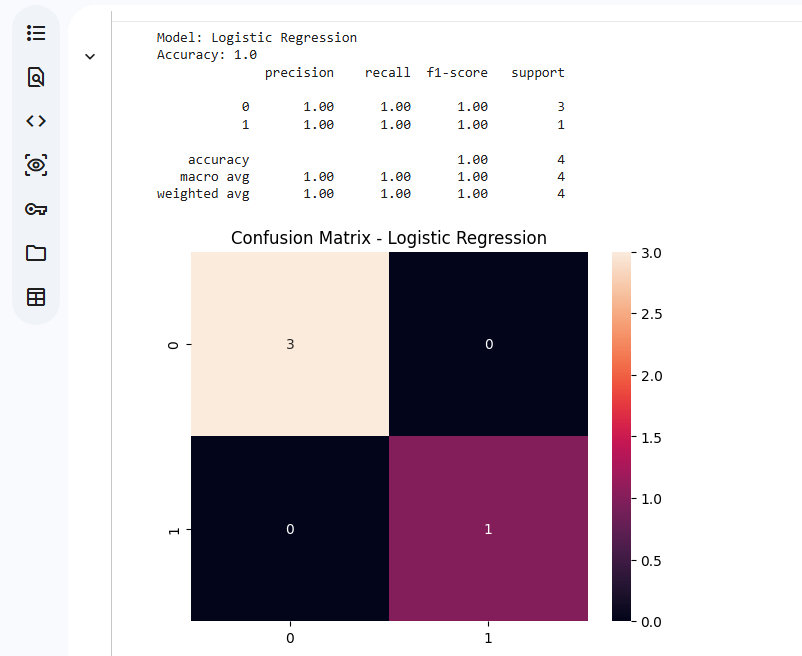 Model: Logistic Regression
Accuracy: 1.0
precision recall f1-score support
0 1.00 1.00 1.00 3
1 1.00 1.00 1.00 1
accuracy 1.00 4
macro avg 1.00 1.00 1.00 4
weighted avg 1.00 1.00 1.00 4
Confusion Matrix - Logistic Regression
3.0
2.5
0 3 0
2.0
1.5
1.0
1 0 1
0.5
0.0
0 1